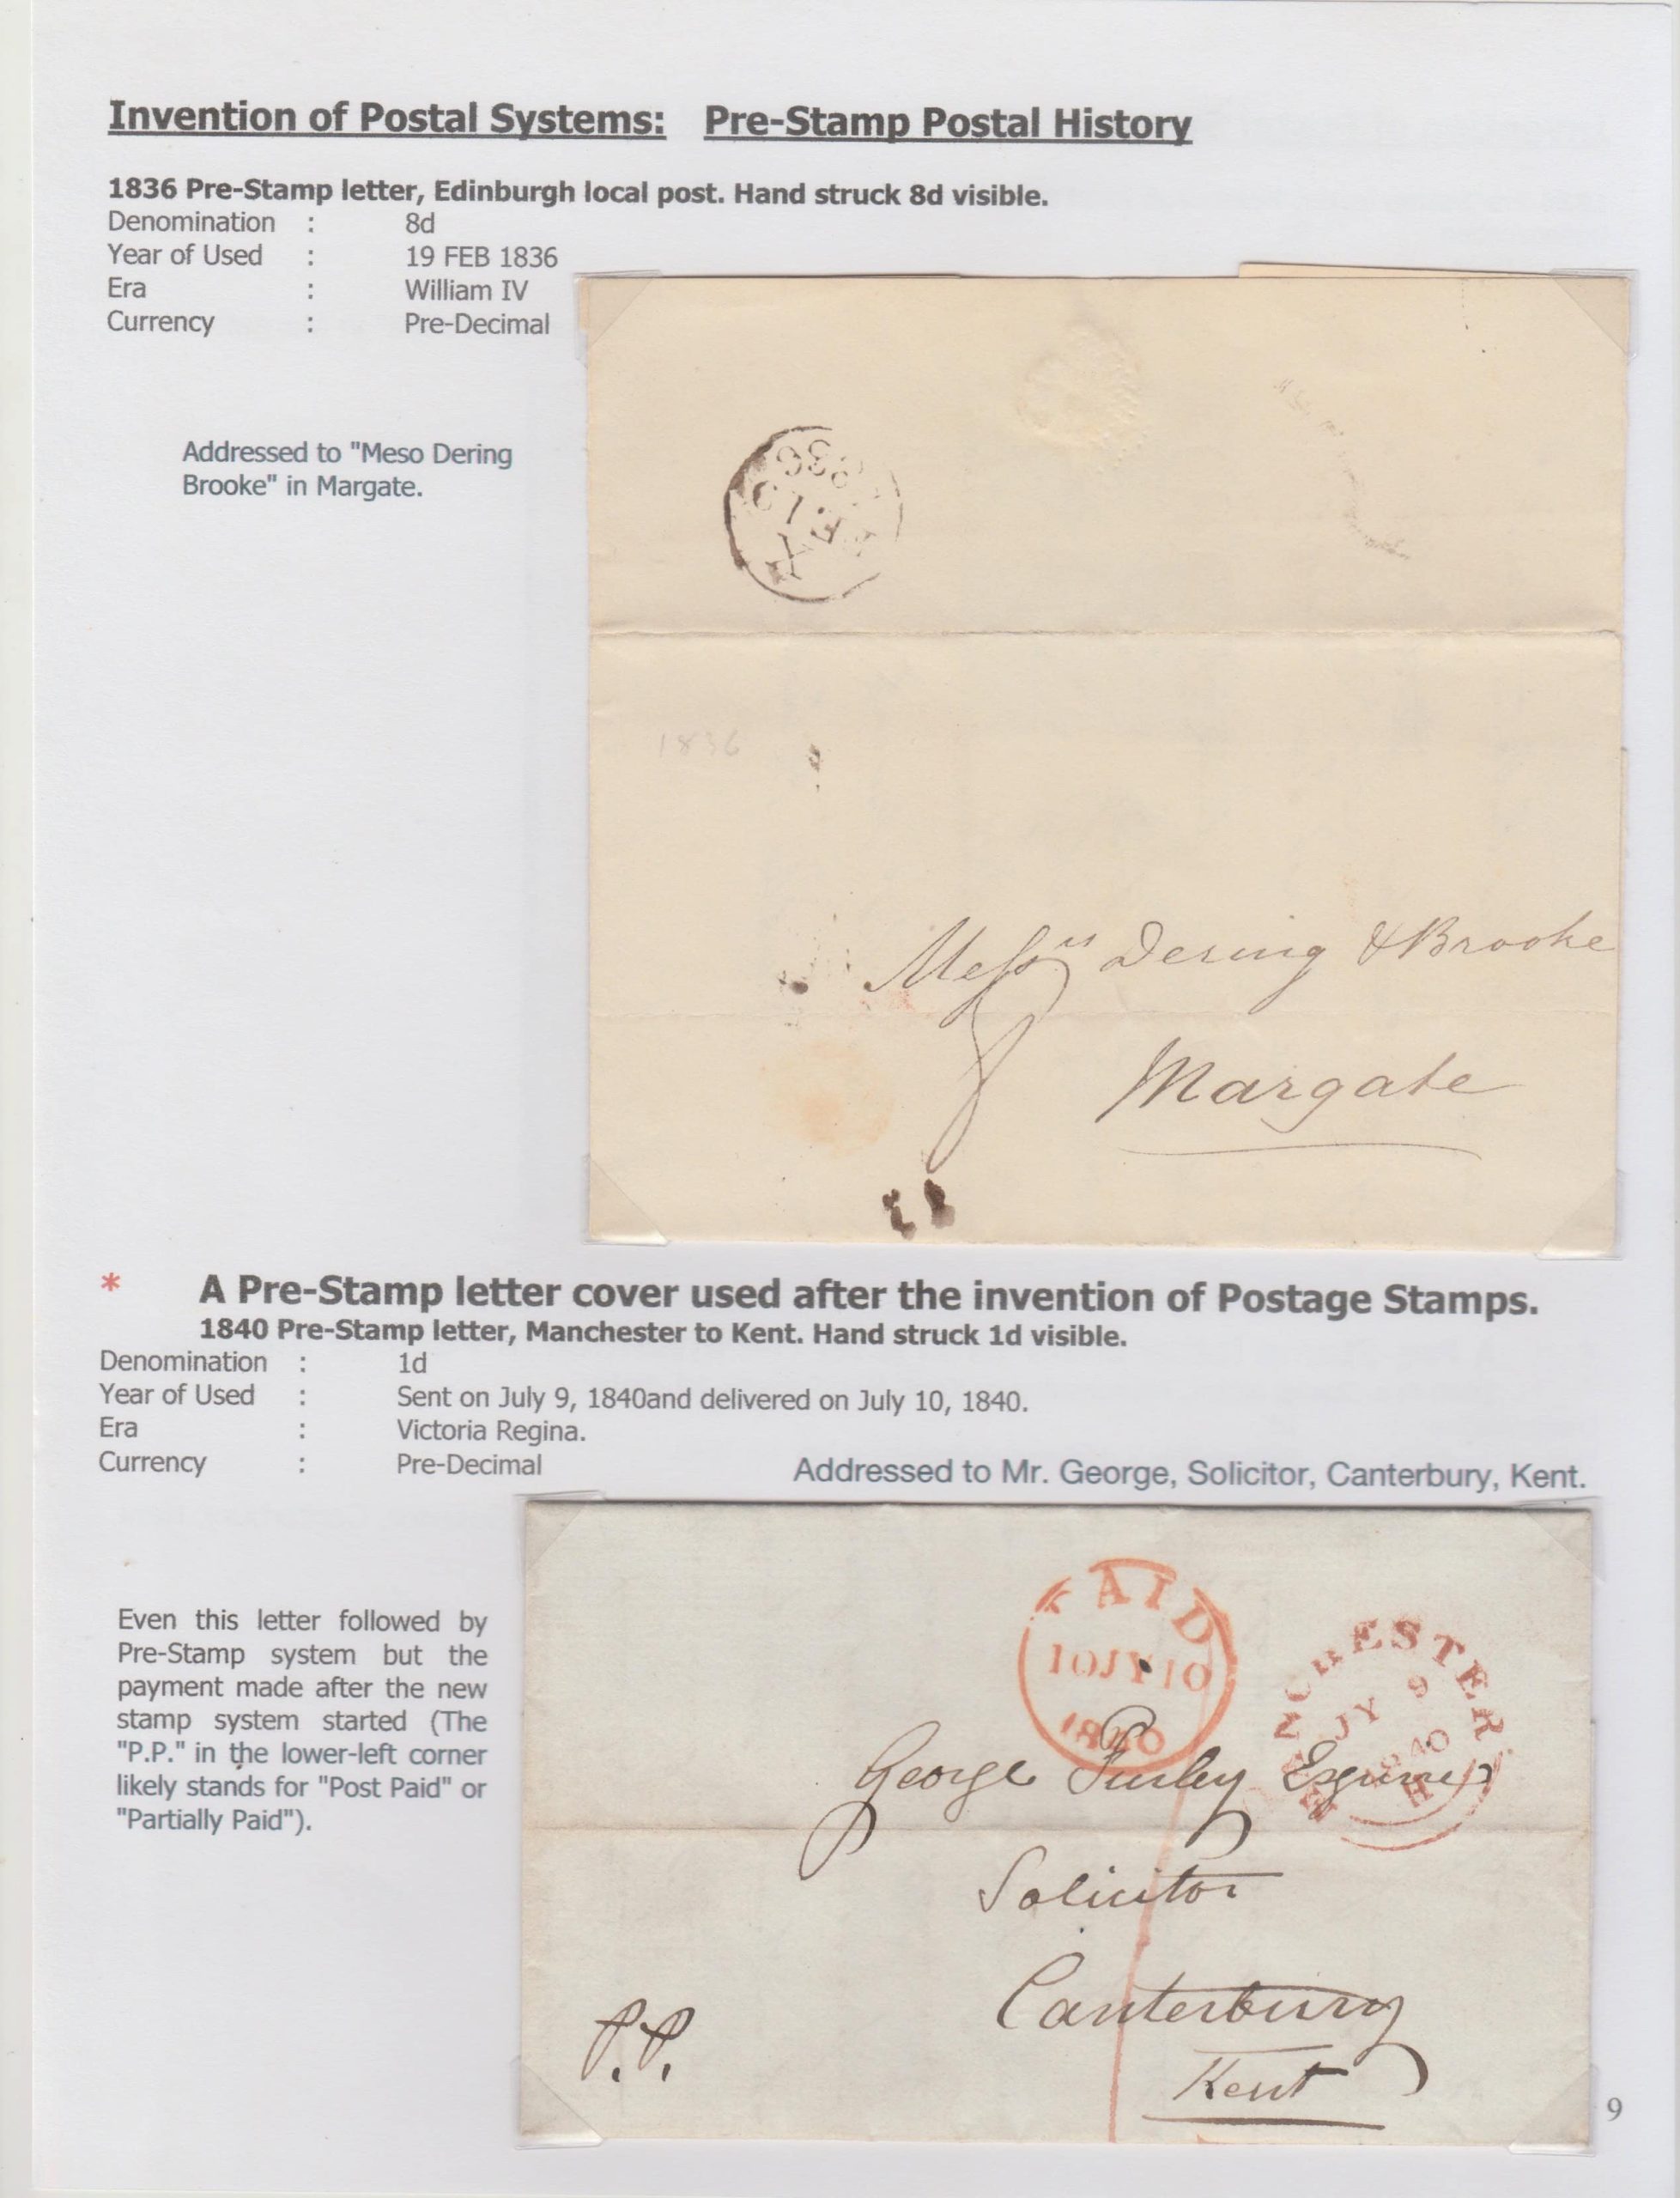 Invention of Postal Systems: Pre-Stamp Postal History
1836 Pre-Stamp letter, Edinburgh local post. Hand struck 8d visible.
Denomination : 8d
Year of Used : 19 FEB 1836
Era : William IV
Currency : Pre-Decimal
Addressed to "Meso Dering
Brooke" in Margate.
1836
Messrs Dering & Brooke
8
Margate
* A Pre-Stamp letter cover used after the invention of Postage Stamps.
1840 Pre-Stamp letter, Manchester to Kent. Hand struck 1d visible.
Denomination : 1d
Year of Used : Sent on July 9, 1840and delivered on July 10, 1840.
Era : Victoria Regina.
Currency : Pre-Decimal
Addressed to Mr. George, Solicitor, Canterbury, Kent.
Even this letter followed by
Pre-Stamp system but the
payment made after the new
stamp system started (The
"P.P." in the lower-left corner
likely stands for "Post Paid" or
"Partially Paid").
PAID
10JY10
1840
MANCHESTER
JY 9
1840
H
George Furley Esquire
Solicitor
Canterbury
Kent
P.P.
9